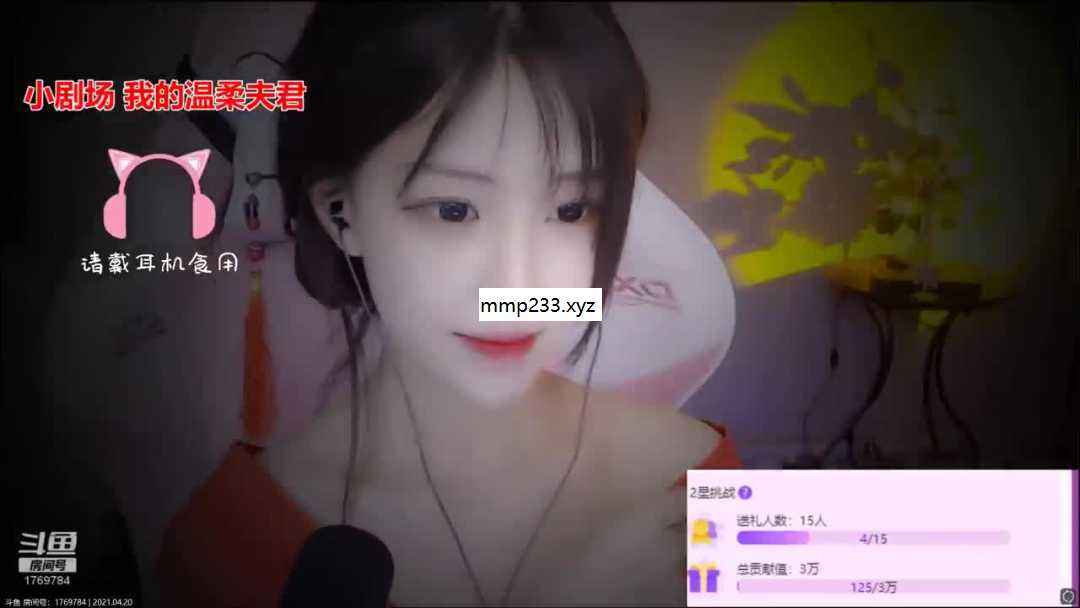 小剧场 我的温柔夫君
请戴耳机食用
mmp233.xyz
2星挑战 ?
送礼人数：15人
4/15
总贡献值：3万
125/3万
斗鱼
房间号
1769784
斗鱼 房间号：1769784 | 2021.04.20